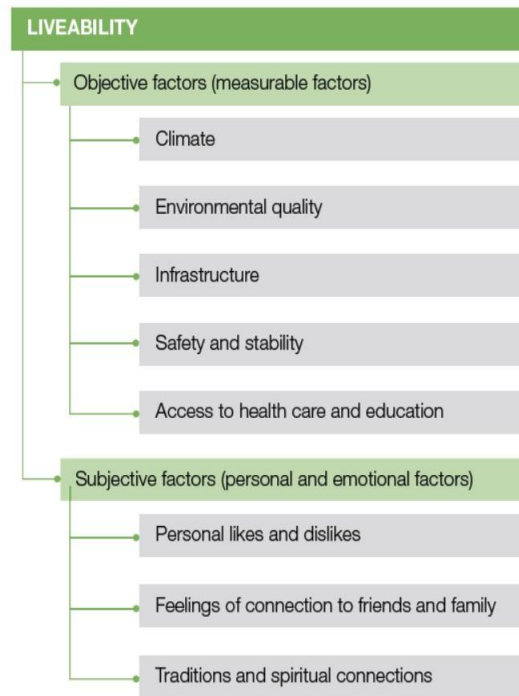 LIVEABILITY
Objective factors (measurable factors)
Climate
Environmental quality
Infrastructure
Safety and stability
Access to health care and education
Subjective factors (personal and emotional factors)
Personal likes and dislikes
Feelings of connection to friends and family
Traditions and spiritual connections